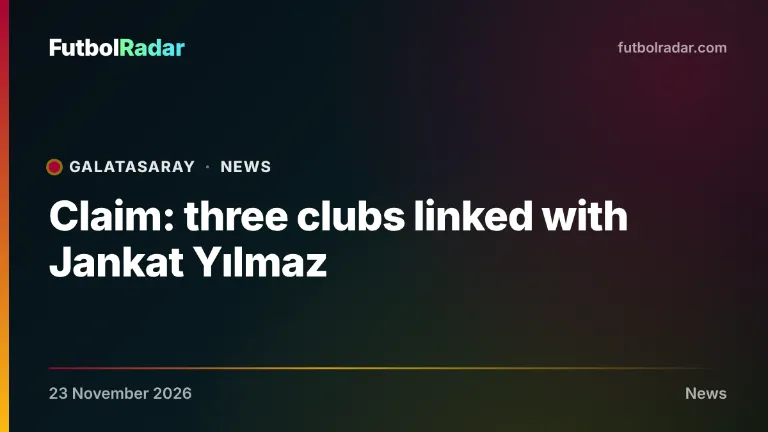 FutbolRadar
futbolradar.com
GALATASARAY · NEWS
Claim: three clubs linked with
Jankat Yılmaz
23 November 2026
News